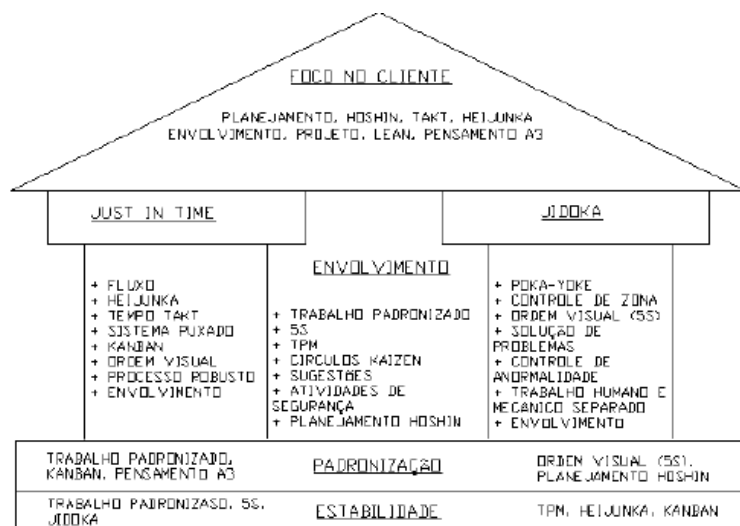 FOCO NO CLIENTE
PLANEJAMENTO, HOSHIN, TAKT, HEIJUNKA
ENVOLVIMENTO, PROJETO, LEAN, PENSAMENTO A3
JUST IN TIME
JIDOKA
+ FLUXO
+ HEIJUNKA
+ TEMPO TAKT
+ SISTEMA PUXADO
+ KANBAN
+ ORDEM VISUAL
+ PROCESSO ROBUSTO
+ ENVOLVIMENTO
ENVOLVIMENTO
+ TRABALHO PADRONIZADO
+ 5S
+ TPM
+ CIRCULOS KAIZEN
+ SUGESTÕES
+ ATIVIDADES DE
SEGURANÇA
+ PLANEJAMENTO HOSHIN
+ POKA-YOKE
+ CONTROLE DE ZONA
+ ORDEM VISUAL (5S)
+ SOLUÇÃO DE
PROBLEMAS
+ CONTROLE DE
ANORMALIDADE
+ TRABALHO HUMANO E
MECÂNICO SEPARADO
+ ENVOLVIMENTO
TRABALHO PADRONIZADO,
KANBAN, PENSAMENTO A3
PADRONIZAÇÃO
ORDEM VISUAL (5S),
PLANEJAMENTO HOSHIN
TRABALHO PADRONIZASO, 5S,
JIDOKA
ESTABILIDADE
TPM, HEIJUNKA, KANBAN